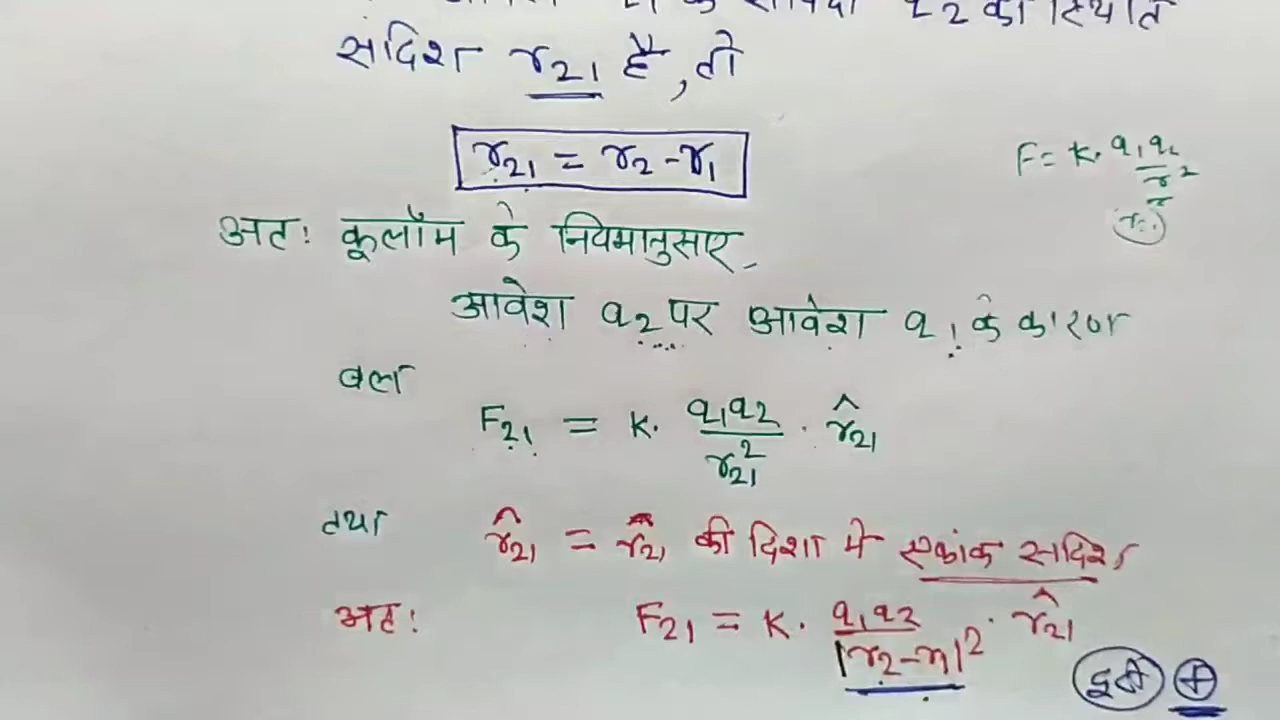 के सापेक्ष q2 की स्थिति
सदिश r21 है, तो
r21 = r2 - r1
F = K. q1q2/r²
अतः कूलॉम के नियमानुसार
आवेश q2 पर आवेश q1 के कारण
बल
F21 = K. q1q2/r21² . r̂21
तथा r̂21 = r21 की दिशा में एकांक सदिश
अतः F21 = K. q1q2/|r2-r1|² . r̂21
+